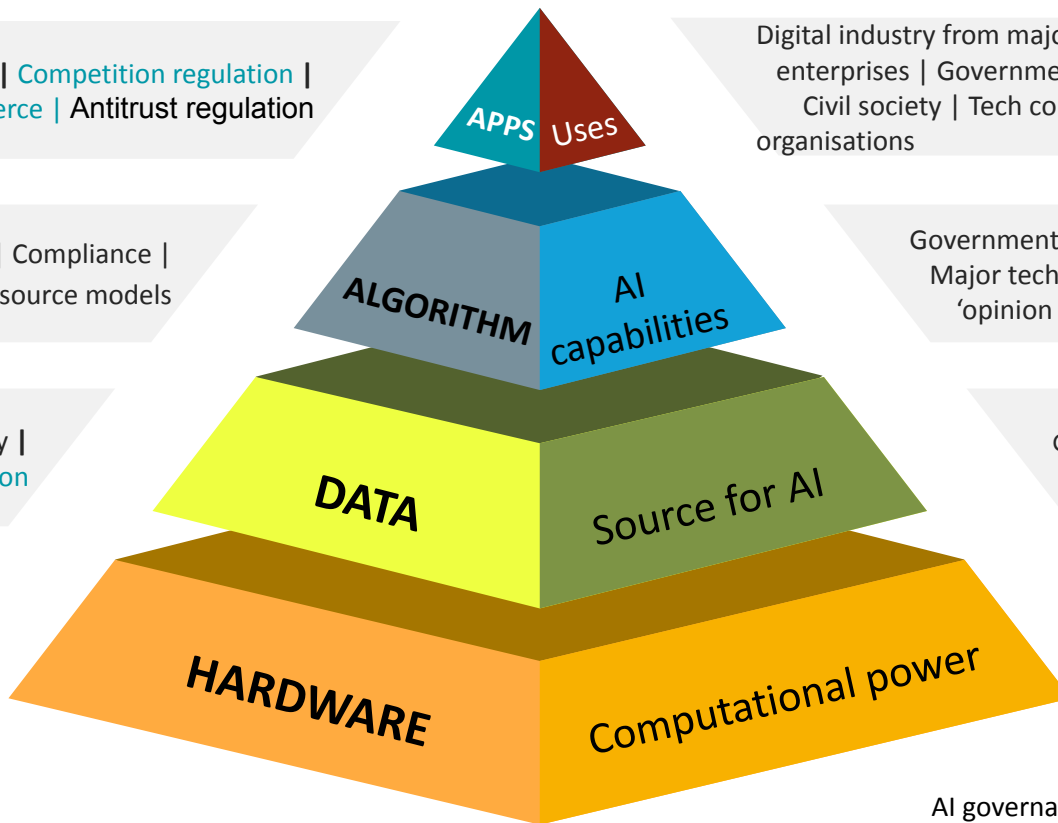 | Competition regulation |
erce | Antitrust regulation
Digital industry from majo
enterprises | Governme
Civil society | Tech co
organisations
APPS
Uses
| Compliance |
source models
Government
Major tech
'opinion
ALGORITHM
AI
capabilities
y |
on
DATA
Source for AI
HARDWARE
Computational power
AI governa